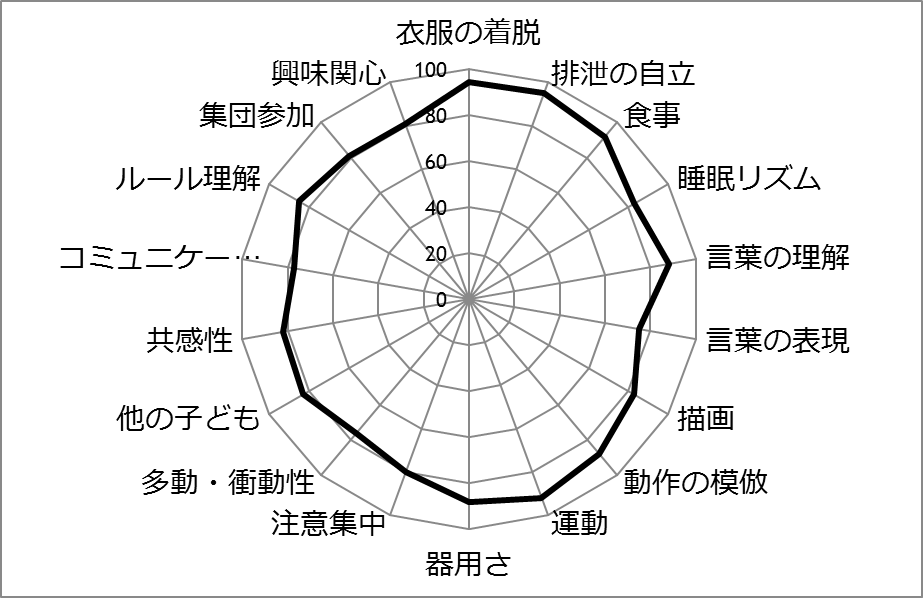 衣服の着脱
排泄の自立
食事
睡眠リズム
言葉の理解
言葉の表現
描画
動作の模倣
運動
器用さ
注意集中
多動・衝動性
他の子ども
共感性
コミュニケー…
ルール理解
集団参加
興味関心
100
80
60
40
20
0